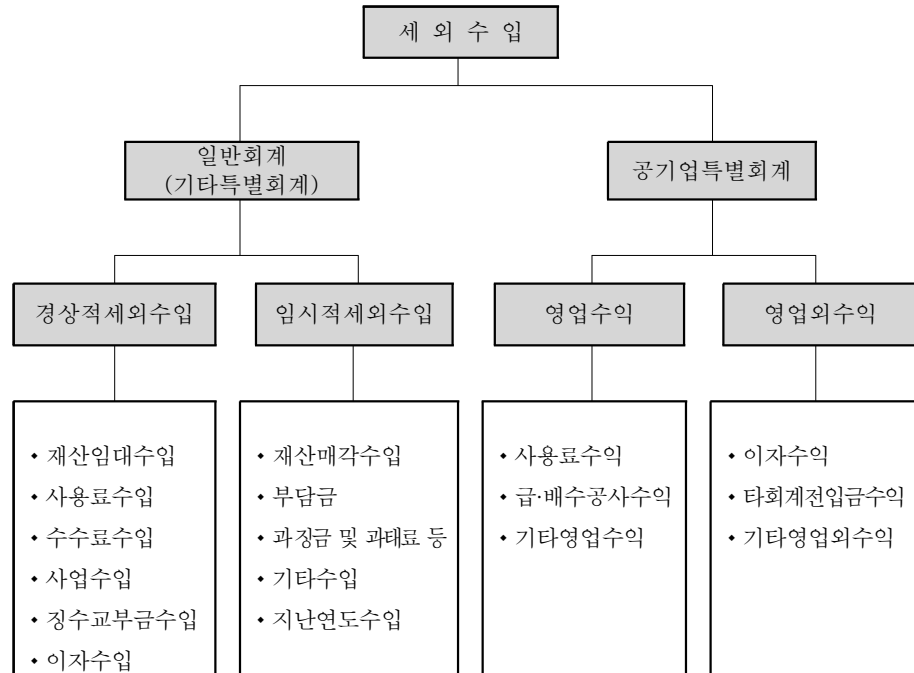 세 외 수 입
일반회계
(기타특별회계)
공기업특별회계
경상적세외수입
임시적세외수입
영업수익
영업외수익
• 재산임대수입
• 사용료수입
• 수수료수입
• 사업수입
• 징수교부금수입
• 이자수입
• 재산매각수입
• 부담금
• 과징금 및 과태료 등
• 기타수입
• 지난연도수입
• 사용료수익
• 급·배수공사수익
• 기타영업수익
• 이자수익
• 타회계전입금수익
• 기타영업외수익